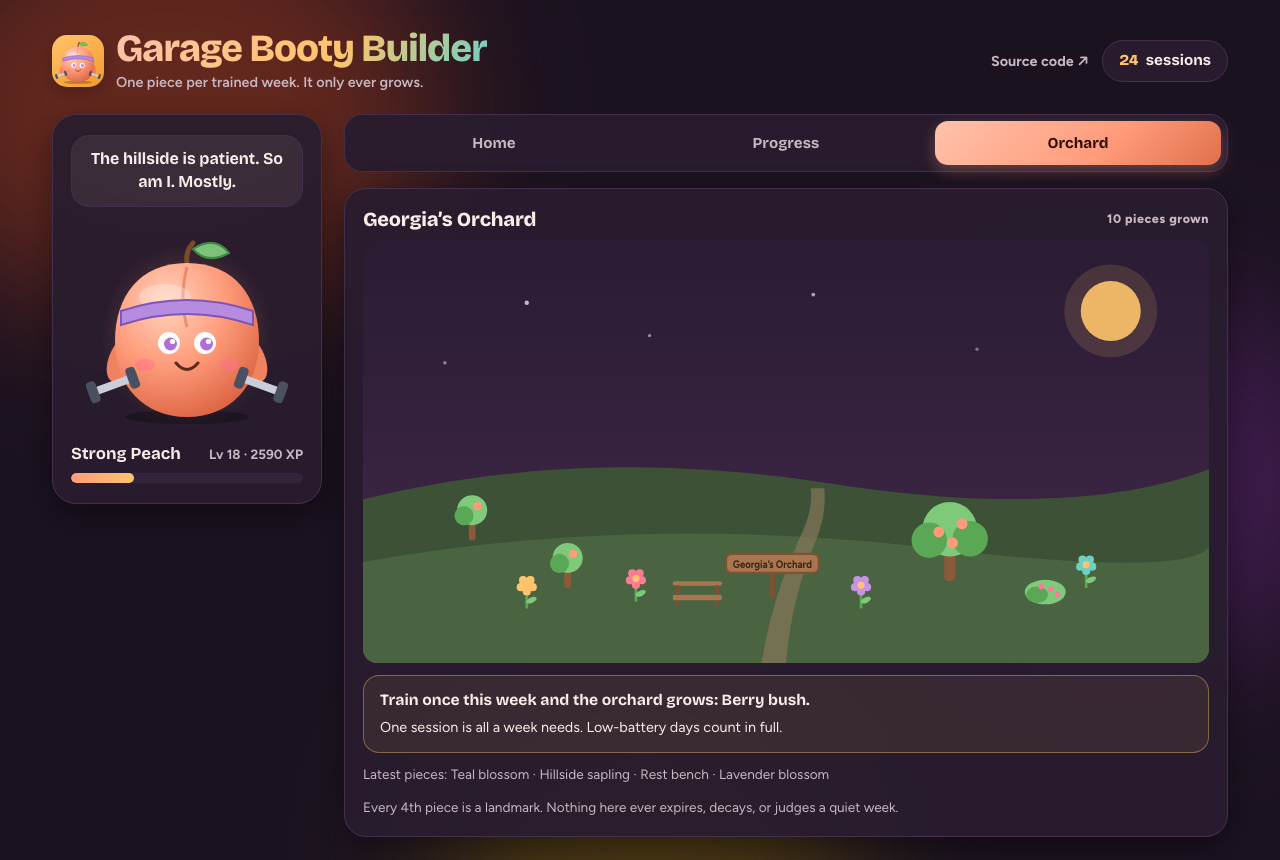 Garage Booty Builder
One piece per trained week. It only ever grows.
Source code ↗
24 sessions
The hillside is patient. So
am I. Mostly.
Strong Peach
Lv 18 · 2590 XP
Home
Progress
Orchard
Georgia’s Orchard
10 pieces grown
Georgia’s Orchard
Train once this week and the orchard grows: Berry bush.
One session is all a week needs. Low-battery days count in full.
Latest pieces: Teal blossom · Hillside sapling · Rest bench · Lavender blossom
Every 4th piece is a landmark. Nothing here ever expires, decays, or judges a quiet week.